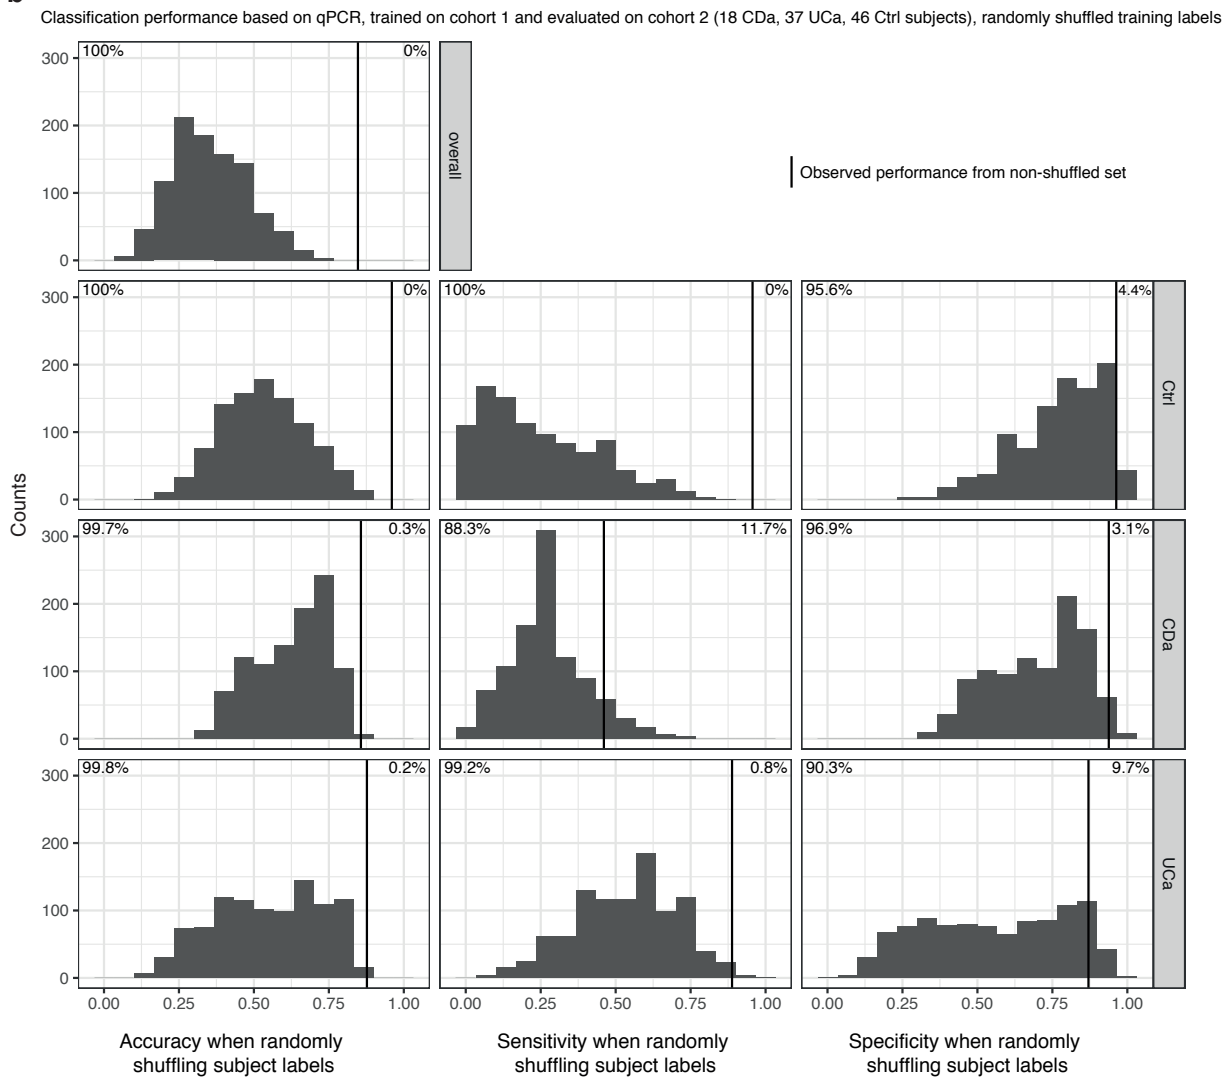 b
Classification performance based on qPCR, trained on cohort 1 and evaluated on cohort 2 (18 CDa, 37 UCa, 46 Ctrl subjects), randomly shuffled training labels
100% 0%
300
200
100
0
overall
Observed performance from non-shuffled set
100% 0% 100% 0% 95.6% 4.4%
300
200
100
0
Ctrl
Counts
99.7% 0.3% 88.3% 11.7% 96.9% 3.1%
300
200
100
0
CDa
99.8% 0.2% 99.2% 0.8% 90.3% 9.7%
300
200
100
0
UCa
0.00 0.25 0.50 0.75 1.00 0.00 0.25 0.50 0.75 1.00 0.00 0.25 0.50 0.75 1.00
Accuracy when randomly
shuffling subject labels
Sensitivity when randomly
shuffling subject labels
Specificity when randomly
shuffling subject labels